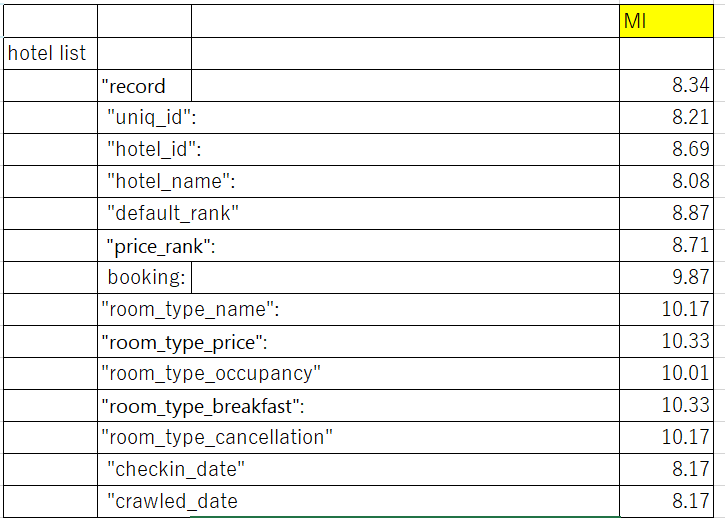 MI
hotel list
"record 8.34
"uniq_id": 8.21
"hotel_id": 8.69
"hotel_name": 8.08
"default_rank" 8.87
"price_rank": 8.71
booking: 9.87
"room_type_name": 10.17
"room_type_price": 10.33
"room_type_occupancy" 10.01
"room_type_breakfast": 10.33
"room_type_cancellation" 10.17
"checkin_date" 8.17
"crawled_date 8.17